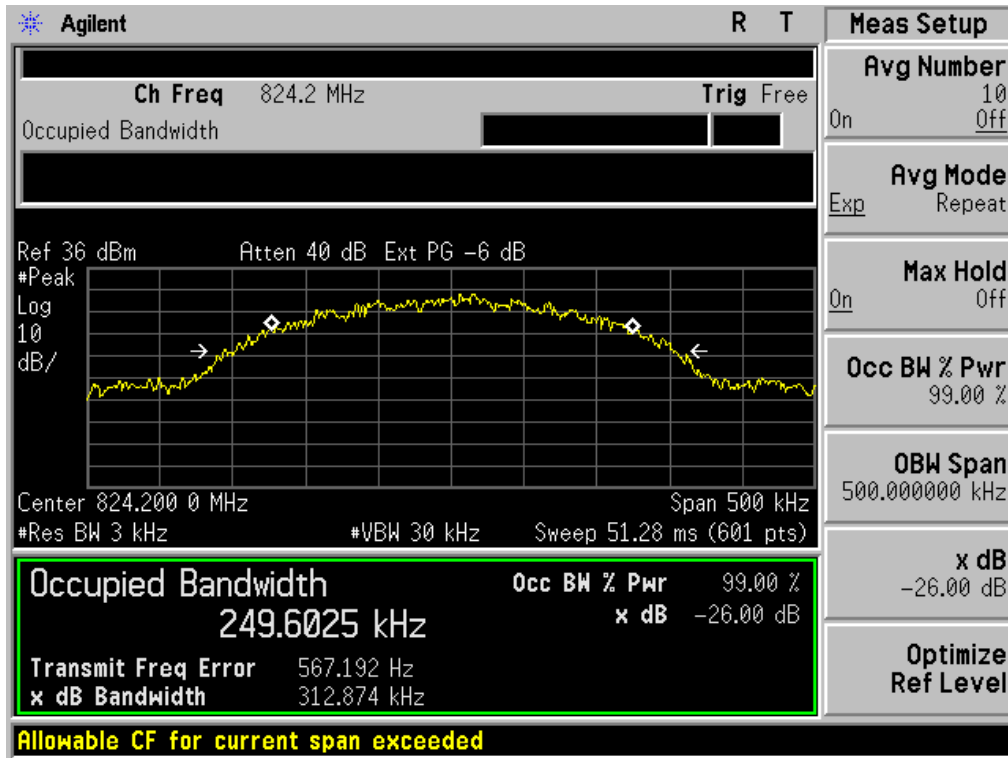 Agilent R T
Ch Freq 824.2 MHz Trig Free
Occupied Bandwidth
Ref 36 dBm Atten 40 dB Ext PG -6 dB
#Peak
Log
10
dB/
Center 824.200 0 MHz Span 500 kHz
#Res BW 3 kHz #VBW 30 kHz Sweep 51.28 ms (601 pts)
Occupied Bandwidth Occ BW % Pwr 99.00 %
249.6025 kHz x dB -26.00 dB
Transmit Freq Error 567.192 Hz
x dB Bandwidth 312.874 kHz
Allowable CF for current span exceeded
Meas Setup
Avg Number
10
On Off
Avg Mode
Exp Repeat
Max Hold
On Off
Occ BW % Pwr
99.00 %
OBW Span
500.000000 kHz
x dB
-26.00 dB
Optimize
Ref Level